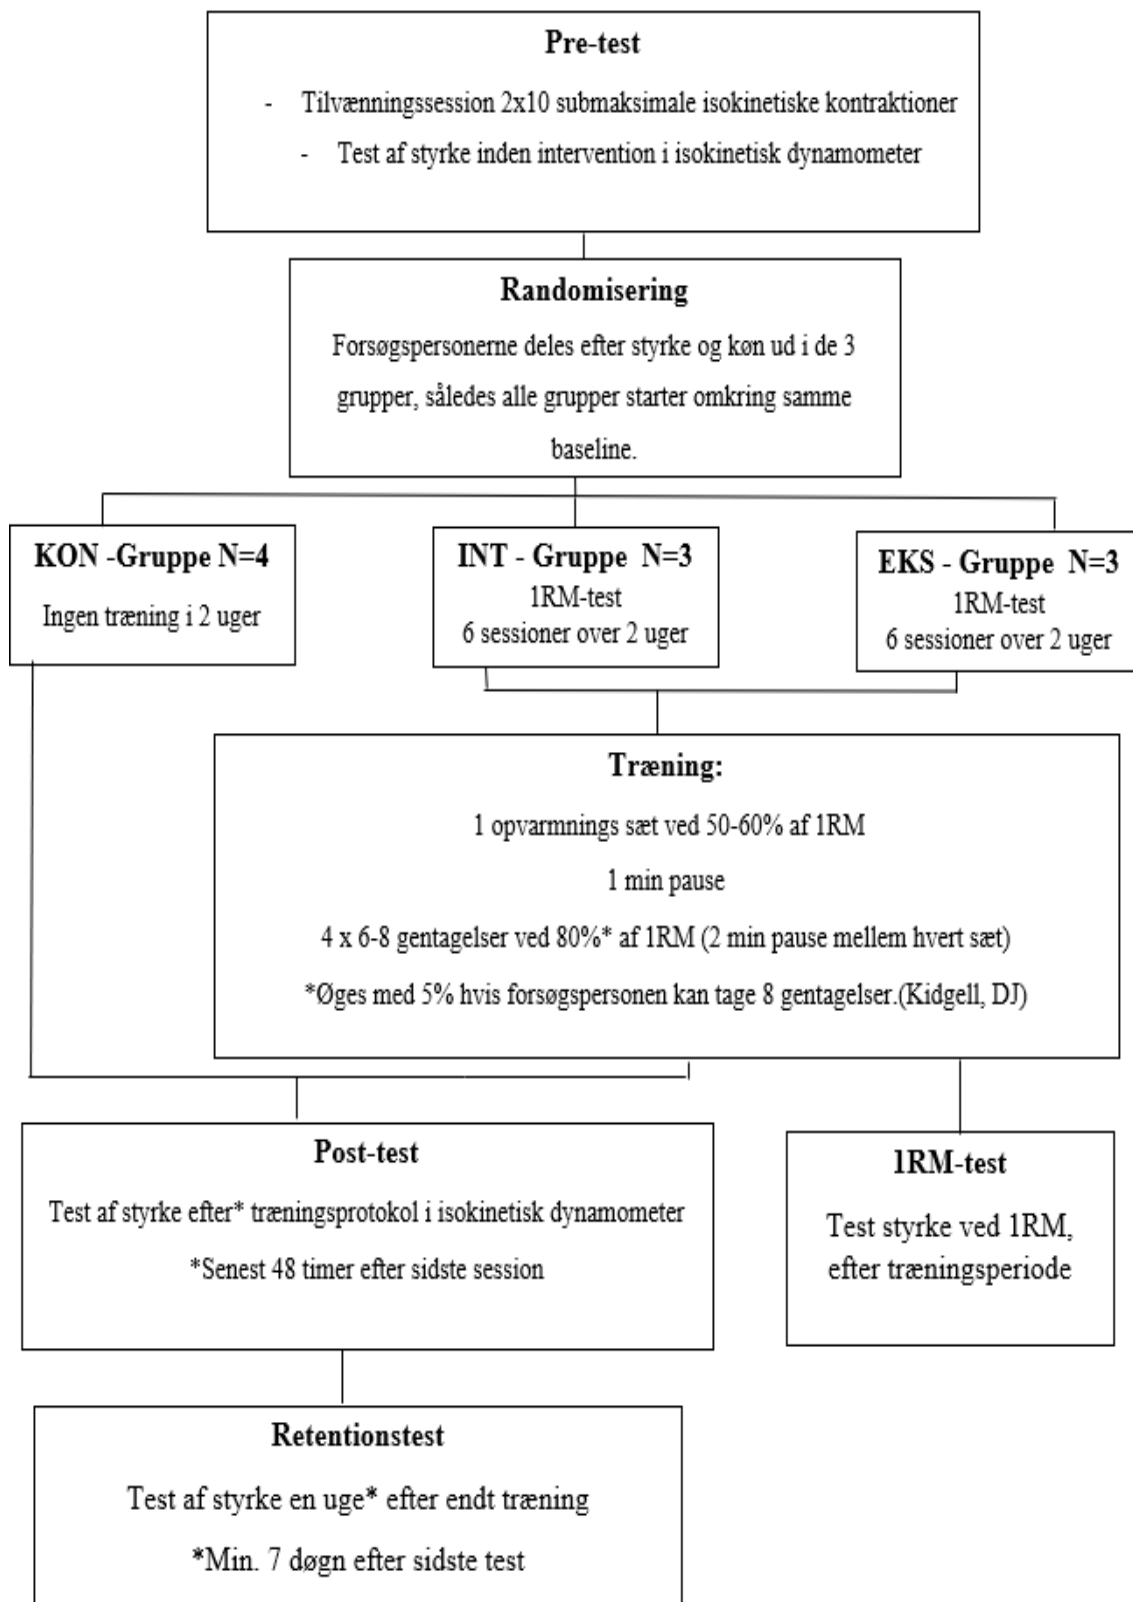 Pre-test
- Tilvænningssession 2x10 submaksimale isokinetiske kontraktioner
- Test af styrke inden intervention i isokinetisk dynamometer
Randomisering
Forsøgspersonerne deles efter styrke og køn ud i de 3
grupper, således alle grupper starter omkring samme
baseline.
KON -Gruppe N=4
Ingen træning i 2 uger
INT - Gruppe N=3
1RM-test
6 sessioner over 2 uger
EKS - Gruppe N=3
1RM-test
6 sessioner over 2 uger
Træning:
1 opvarmnings sæt ved 50-60% af 1RM
1 min pause
4 x 6-8 gentagelser ved 80%* af 1RM (2 min pause mellem hvert sæt)
*Øges med 5% hvis forsøgspersonen kan tage 8 gentagelser.(Kidgell, DJ)
Post-test
Test af styrke efter* træningsprotokol i isokinetisk dynamometer
*Senest 48 timer efter sidste session
1RM-test
Test styrke ved 1RM,
efter træningsperiode
Retentionstest
Test af styrke en uge* efter endt træning
*Min. 7 døgn efter sidste test